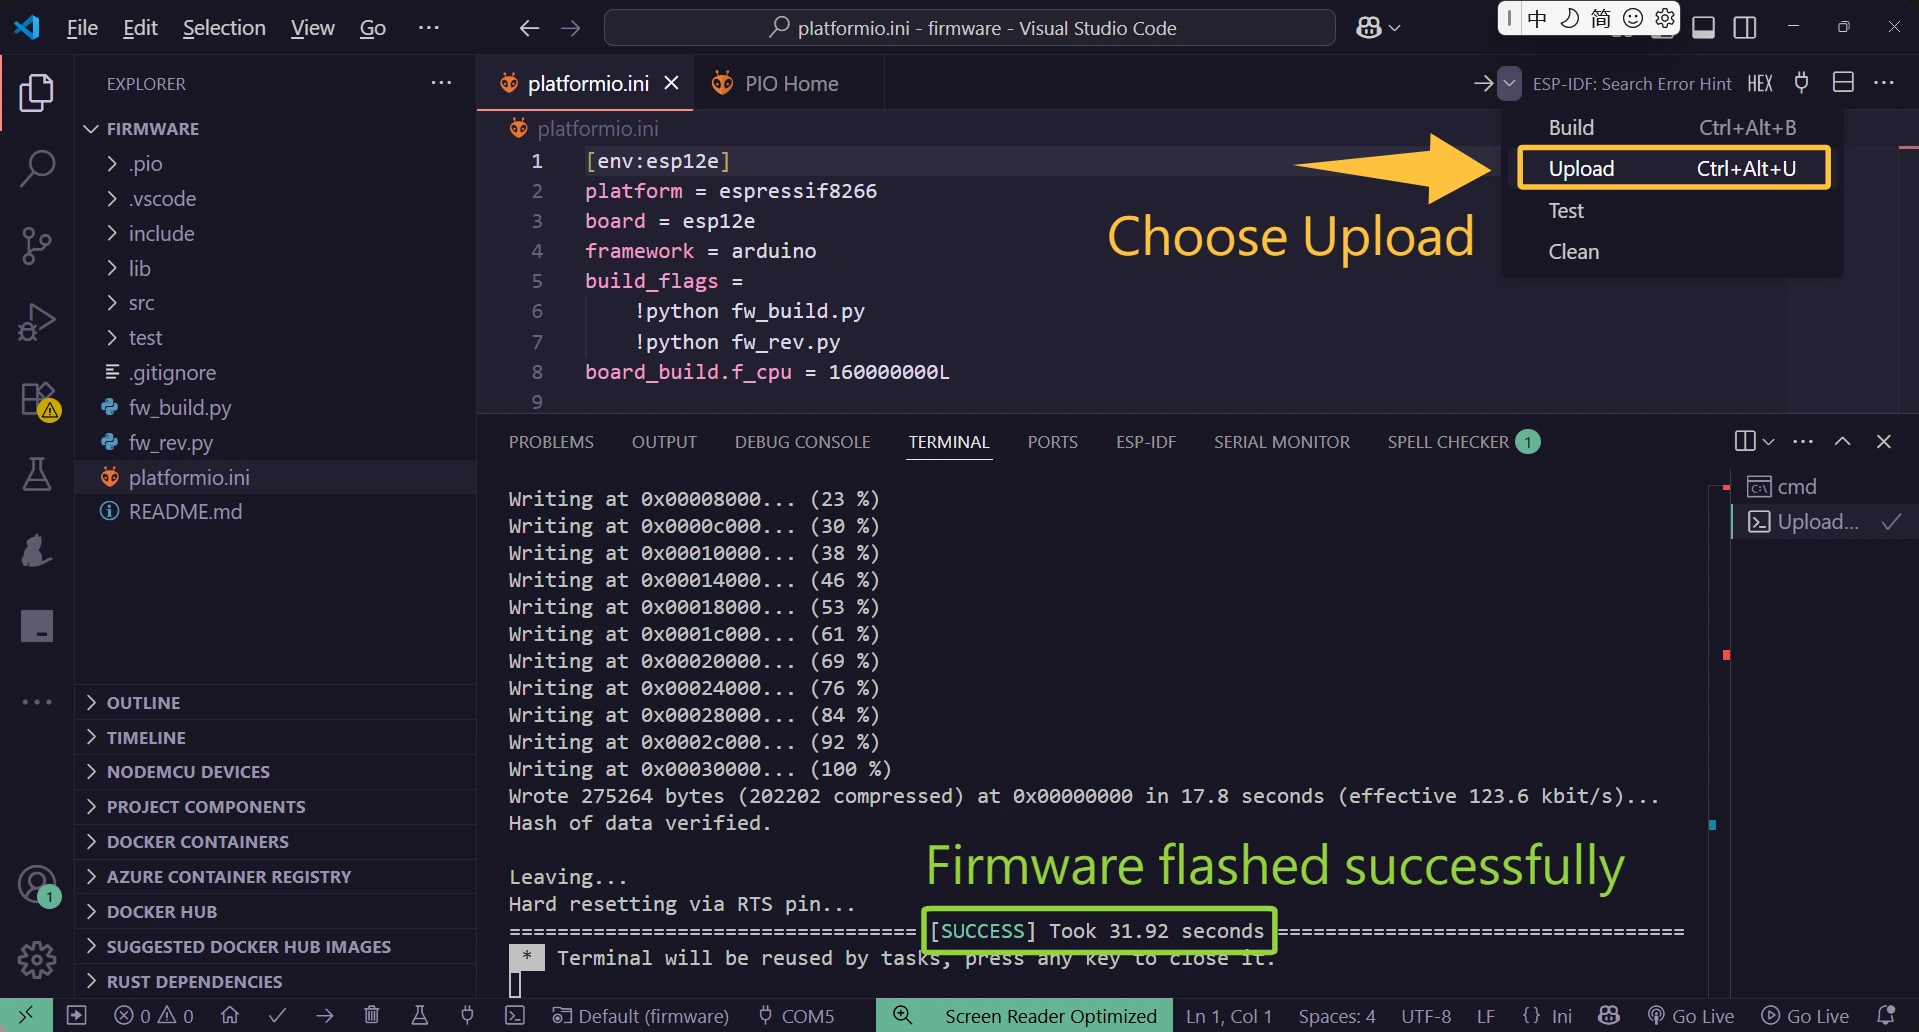 File Edit Selection View Go ··· platformio.ini - firmware - Visual Studio Code 中 简
EXPLORER ···
FIRMWARE
.pio
.vscode
include
lib
src
test
.gitignore
fw_build.py
fw_rev.py
platformio.ini
README.md
OUTLINE
TIMELINE
NODEMCU DEVICES
PROJECT COMPONENTS
DOCKER CONTAINERS
AZURE CONTAINER REGISTRY
DOCKER HUB
SUGGESTED DOCKER HUB IMAGES
RUST DEPENDENCIES
1
platformio.ini PIO Home ESP-IDF: Search Error Hint HEX ···
platformio.ini
1 [env:esp12e]
2 platform = espressif8266
3 board = esp12e
4 framework = arduino
5 build_flags =
6 !python fw_build.py
7 !python fw_rev.py
8 board_build.f_cpu = 160000000L
9
Build Ctrl+Alt+B
Upload Ctrl+Alt+U
Test
Clean
Choose Upload
PROBLEMS OUTPUT DEBUG CONSOLE TERMINAL PORTS ESP-IDF SERIAL MONITOR SPELL CHECKER 1 ···
Writing at 0x00008000... (23 %)
Writing at 0x0000c000... (30 %)
Writing at 0x00010000... (38 %)
Writing at 0x00014000... (46 %)
Writing at 0x00018000... (53 %)
Writing at 0x0001c000... (61 %)
Writing at 0x00020000... (69 %)
Writing at 0x00024000... (76 %)
Writing at 0x00028000... (84 %)
Writing at 0x0002c000... (92 %)
Writing at 0x00030000... (100 %)
Wrote 275264 bytes (202202 compressed) at 0x00000000 in 17.8 seconds (effective 123.6 kbit/s)...
Hash of data verified.
Leaving...
Hard resetting via RTS pin...
================================== [SUCCESS] Took 31.92 seconds ==================================
* Terminal will be reused by tasks, press any key to close it.
Firmware flashed successfully
cmd
Upload...
0 0 Default (firmware) COM5 Screen Reader Optimized Ln 1, Col 1 Spaces: 4 UTF-8 LF {} Ini Go Live Go Live